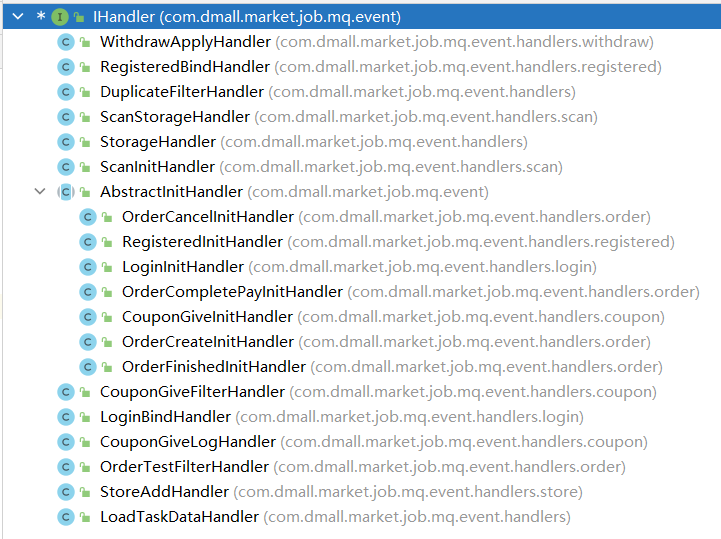 * I IHandler (com.dmall.market.job.mq.event)
C WithdrawApplyHandler (com.dmall.market.job.mq.event.handlers.withdraw)
C RegisteredBindHandler (com.dmall.market.job.mq.event.handlers.registered)
C DuplicateFilterHandler (com.dmall.market.job.mq.event.handlers)
C ScanStorageHandler (com.dmall.market.job.mq.event.handlers.scan)
C StorageHandler (com.dmall.market.job.mq.event.handlers)
C ScanInitHandler (com.dmall.market.job.mq.event.handlers.scan)
C AbstractInitHandler (com.dmall.market.job.mq.event)
C OrderCancelInitHandler (com.dmall.market.job.mq.event.handlers.order)
C RegisteredInitHandler (com.dmall.market.job.mq.event.handlers.registered)
C LoginInitHandler (com.dmall.market.job.mq.event.handlers.login)
C OrderCompletePayInitHandler (com.dmall.market.job.mq.event.handlers.order)
C CouponGiveInitHandler (com.dmall.market.job.mq.event.handlers.coupon)
C OrderCreateInitHandler (com.dmall.market.job.mq.event.handlers.order)
C OrderFinishedInitHandler (com.dmall.market.job.mq.event.handlers.order)
C CouponGiveFilterHandler (com.dmall.market.job.mq.event.handlers.coupon)
C LoginBindHandler (com.dmall.market.job.mq.event.handlers.login)
C CouponGiveLogHandler (com.dmall.market.job.mq.event.handlers.coupon)
C OrderTestFilterHandler (com.dmall.market.job.mq.event.handlers.order)
C StoreAddHandler (com.dmall.market.job.mq.event.handlers.store)
C LoadTaskDataHandler (com.dmall.market.job.mq.event.handlers)